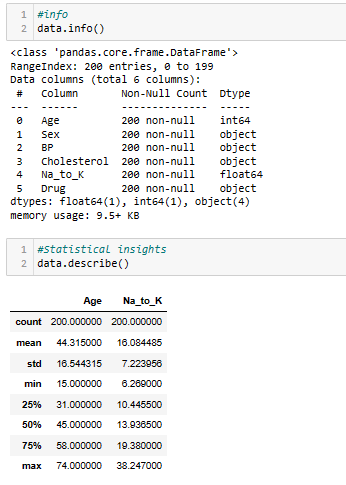 1 #info
2 data.info()
<class 'pandas.core.frame.DataFrame'>
RangeIndex: 200 entries, 0 to 199
Data columns (total 6 columns):
# Column Non-Null Count Dtype
--- ------ -------------- -----
0 Age 200 non-null int64
1 Sex 200 non-null object
2 BP 200 non-null object
3 Cholesterol 200 non-null object
4 Na_to_K 200 non-null float64
5 Drug 200 non-null object
dtypes: float64(1), int64(1), object(4)
memory usage: 9.5+ KB
1 #Statistical insights
2 data.describe()
Age Na_to_K
count 200.000000 200.000000
mean 44.315000 16.084485
std 16.544315 7.223956
min 15.000000 6.269000
25% 31.000000 10.445500
50% 45.000000 13.936500
75% 58.000000 19.380000
max 74.000000 38.247000